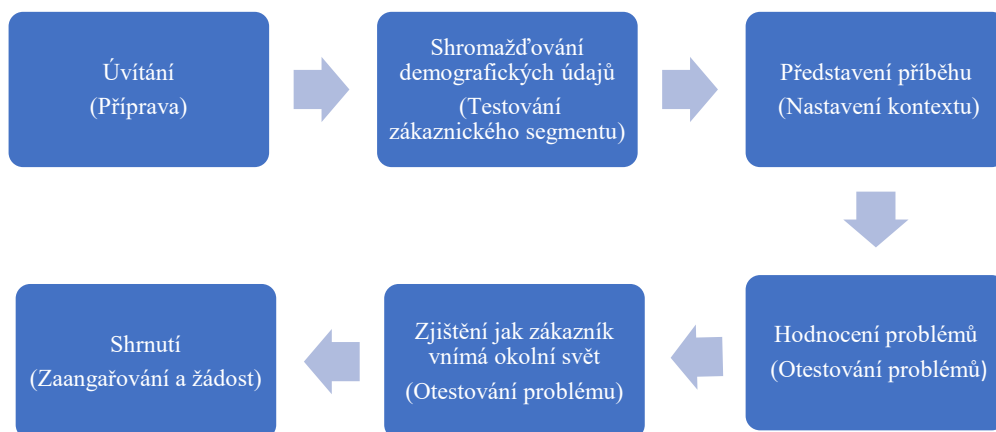 Úvítání
(Příprava)
Shromažďování
demografických údajů
(Testování
zákaznického segmentu)
Představení příběhu
(Nastavení kontextu)
Hodnocení problémů
(Otestování problémů)
Zjištění jak zákazník
vnímá okolní svět
(Otestování problému)
Shrnutí
(Zaangařování a žádost)